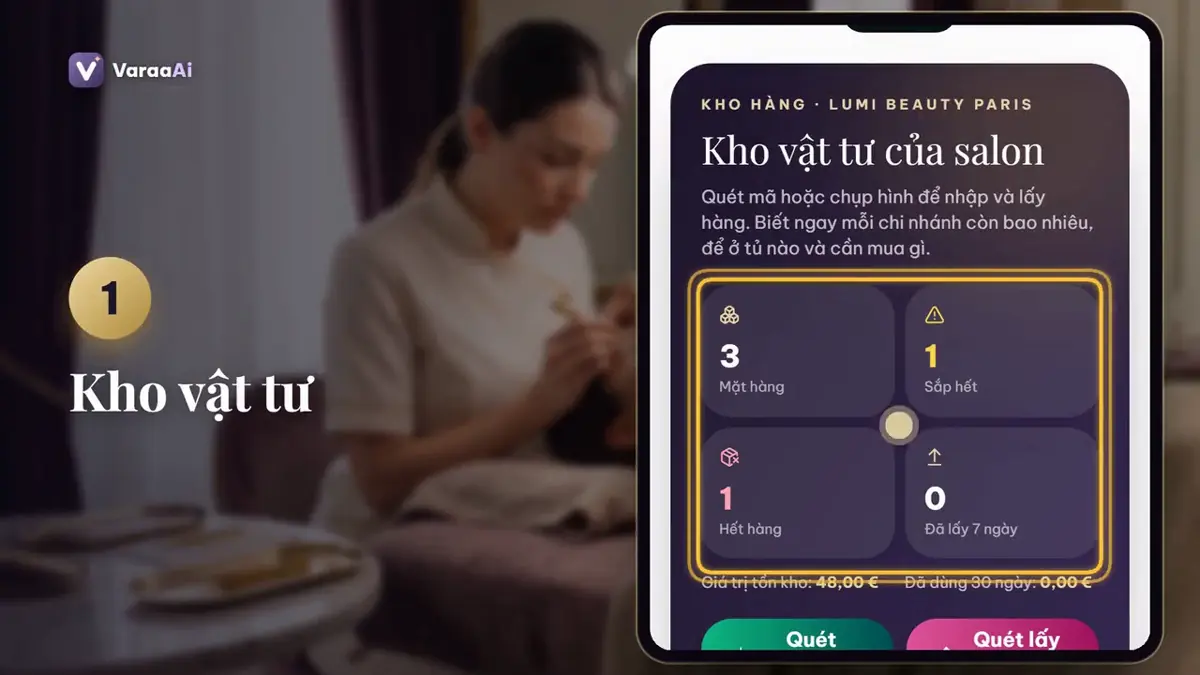 VaraaAi
1
Kho vật tư
KHO HÀNG · LUMI BEAUTY PARIS
Kho vật tư của salon
Quét mã hoặc chụp hình để nhập và lấy
hàng. Biết ngay mỗi chi nhánh còn bao nhiêu,
để ở tủ nào và cần mua gì.
3
Mặt hàng
1
Sắp hết
1
Hết hàng
0
Đã lấy 7 ngày
Giá trị tồn kho: 48,00 €
Đã dùng 30 ngày: 0,00 €
Quét
Quét lấy